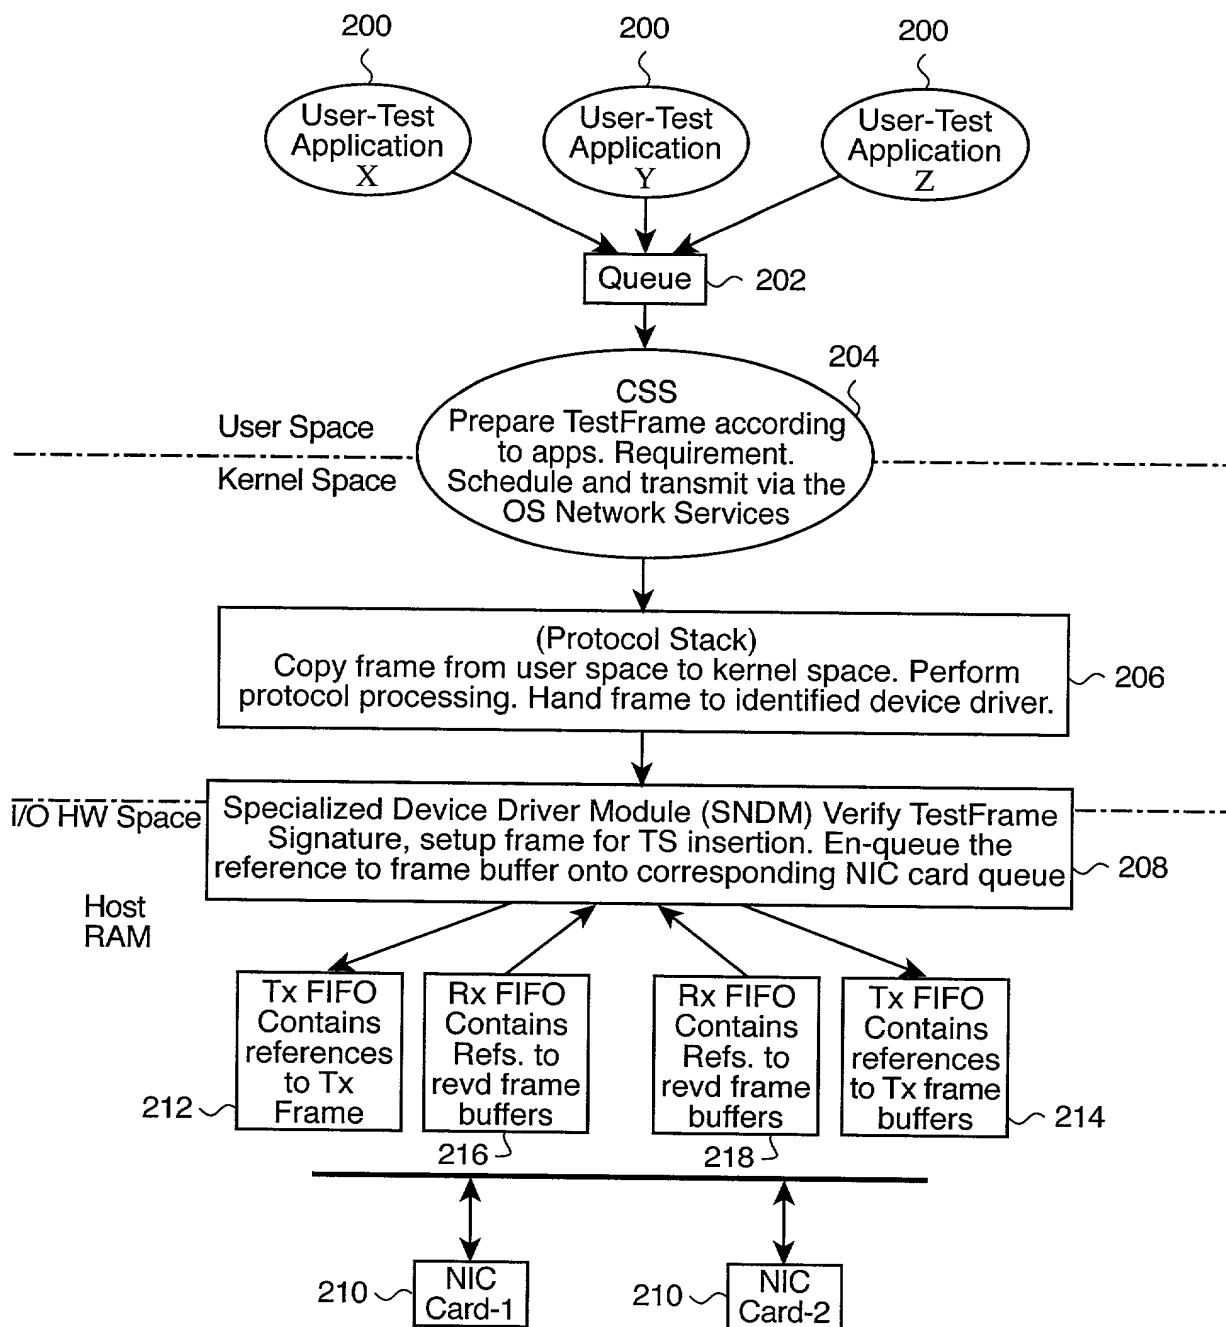 200
200
200
User-Test
Application
X
User-Test
Application
Y
User-Test
Application
Z
Queue
202
204
CSS
Prepare TestFrame according
to apps. Requirement.
Schedule and transmit via the
OS Network Services
User Space
Kernel Space
(Protocol Stack)
Copy frame from user space to kernel space. Perform
protocol processing. Hand frame to identified device driver.
206
I/O HW Space
Specialized Device Driver Module (SNDM) Verify TestFrame
Signature, setup frame for TS insertion. En-queue the
reference to frame buffer onto corresponding NIC card queue
208
Host
RAM
Tx FIFO
Contains
references
to Tx
Frame
212
Rx FIFO
Contains
Refs. to
revd frame
buffers
216
Rx FIFO
Contains
Refs. to
revd frame
buffers
218
Tx FIFO
Contains
references
to Tx frame
buffers
214
210
NIC
Card-1
210
NIC
Card-2